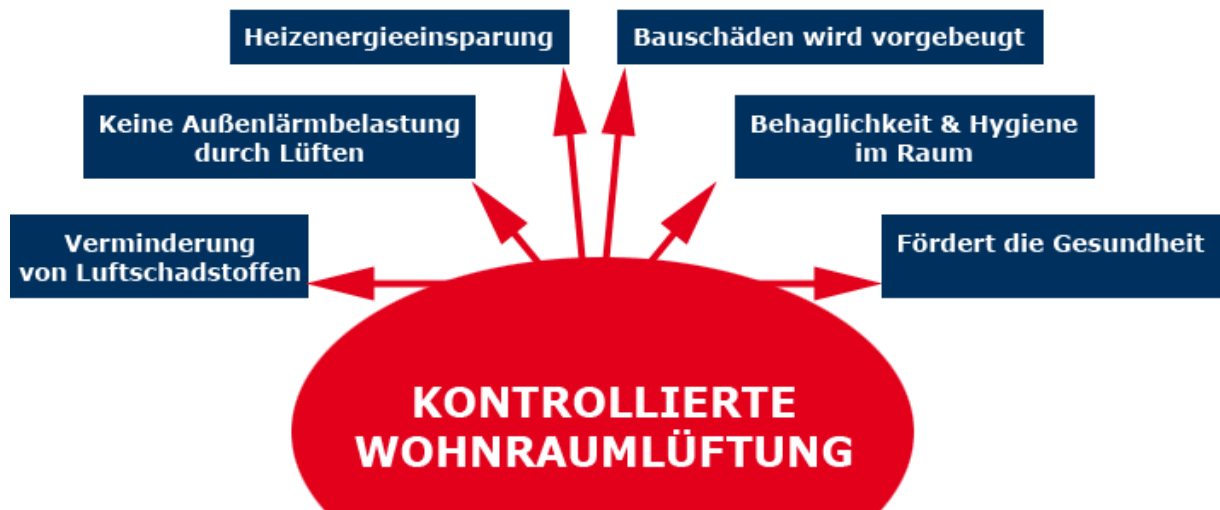 Heizenergieeinsparung
Bauschäden wird vorgebeugt
Keine Außenlärmbelastung
durch Lüften
Behaglichkeit & Hygiene
im Raum
Verminderung
von Luftschadstoffen
Fördert die Gesundheit
KONTROLLIERTE
WOHNRAUMLÜFTUNG